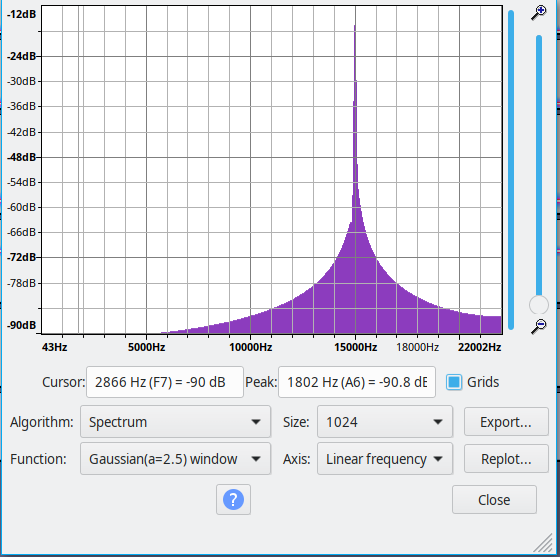 -12dB
-24dB
-30dB
-36dB
-42dB
-48dB
-54dB
-60dB
-66dB
-72dB
-78dB
-90dB
43Hz 5000Hz 10000Hz 15000Hz 18000Hz 22002Hz
Cursor: 2866 Hz (F7) = -90 dB Peak: 1802 Hz (A6) = -90.8 dB Grids
Algorithm: Spectrum Size: 1024 Export...
Function: Gaussian(a=2.5) window Axis: Linear frequency Replot...
? Close